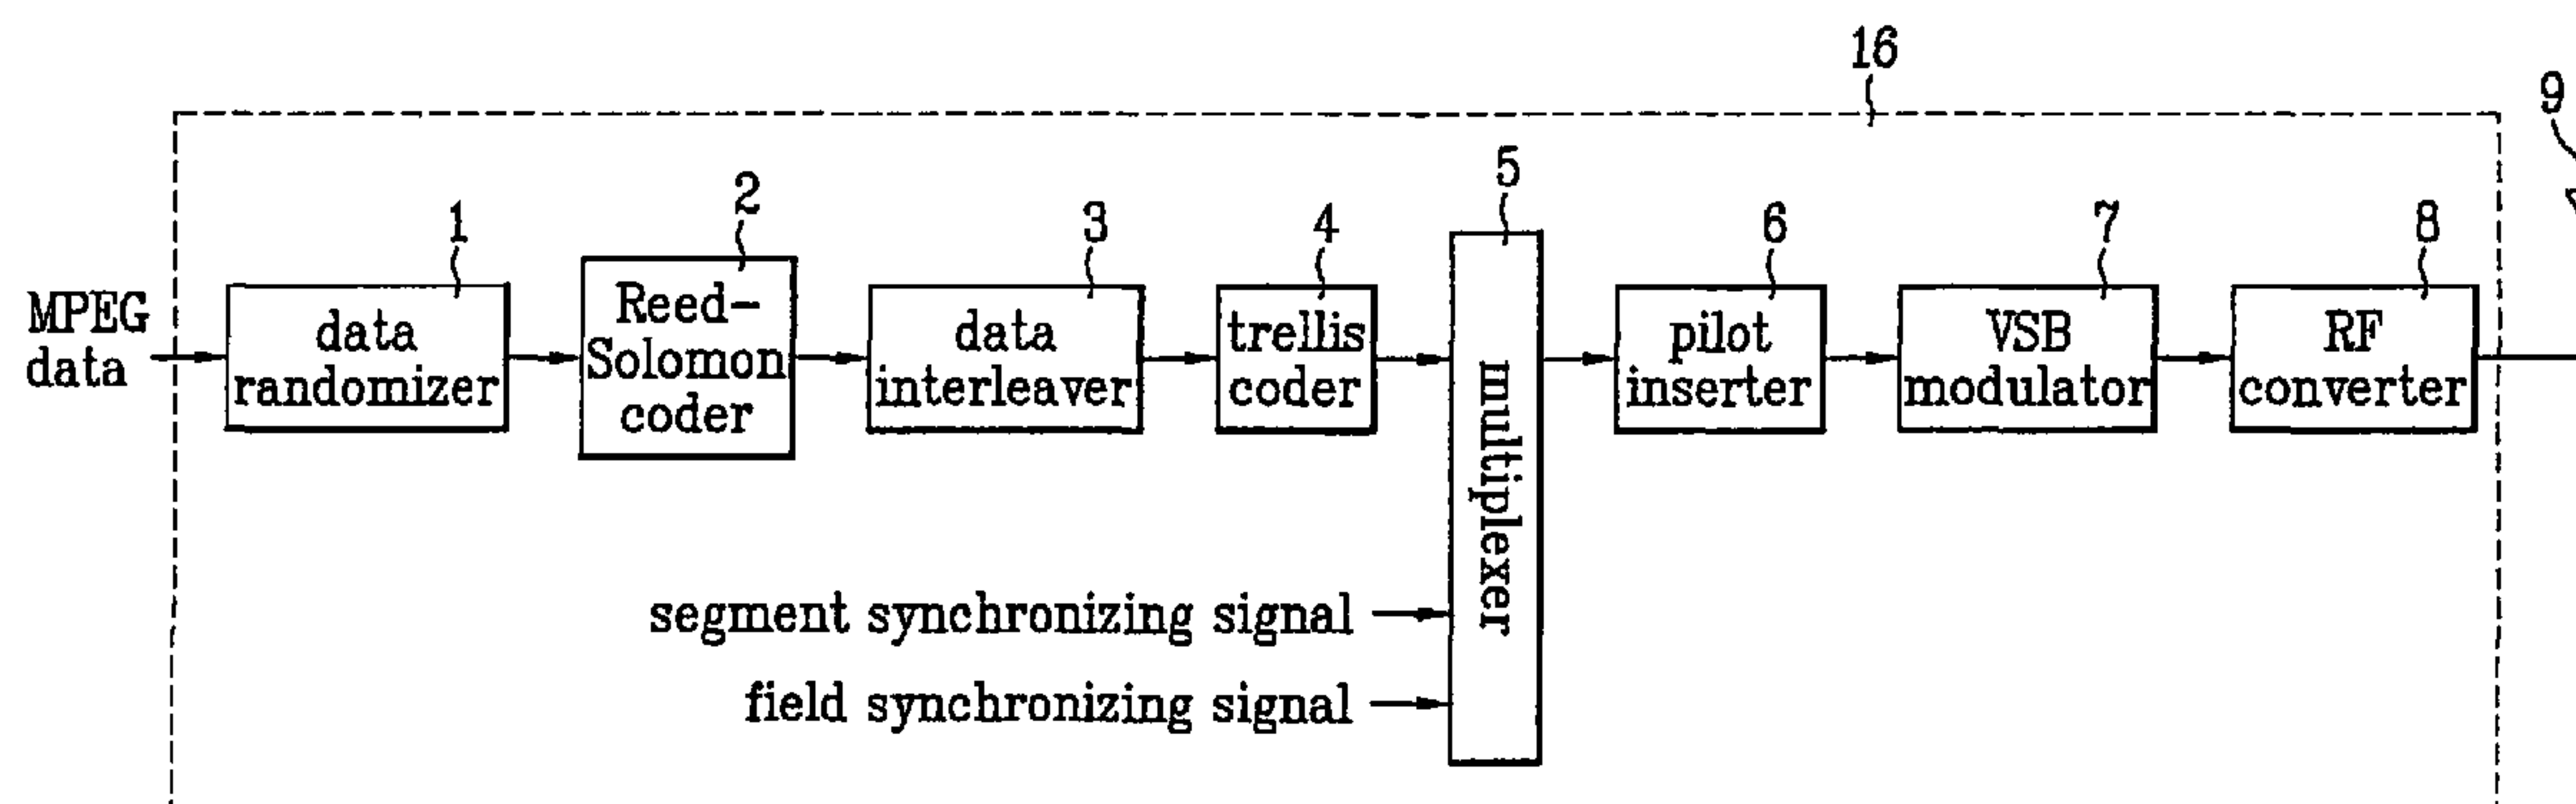 16
9
1
2
3
4
5
6
7
8
MPEG
data
data
randomizer
Reed-
Solomon
coder
data
interleaver
trellis
coder
multiplexer
pilot
inserter
VSB
modulator
RF
converter
segment synchronizing signal
field synchronizing signal